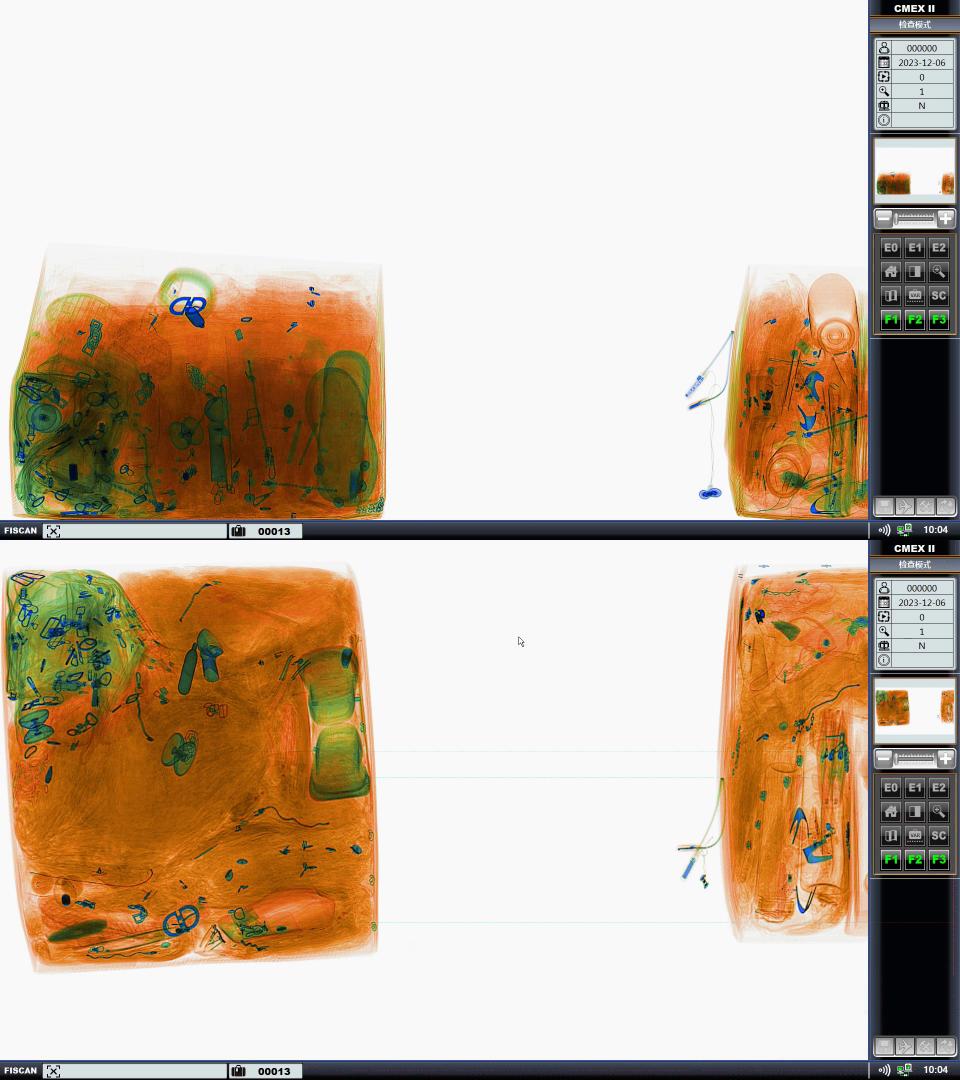 CMEX II
检查模式
000000
2023-12-06
0
1
N
E0 E1 E2
VAR SC
F1 F2 F3
FISCAN 00013 10:04
CMEX II
检查模式
000000
2023-12-06
0
1
N
E0 E1 E2
VAR SC
F1 F2 F3
FISCAN 00013 10:04